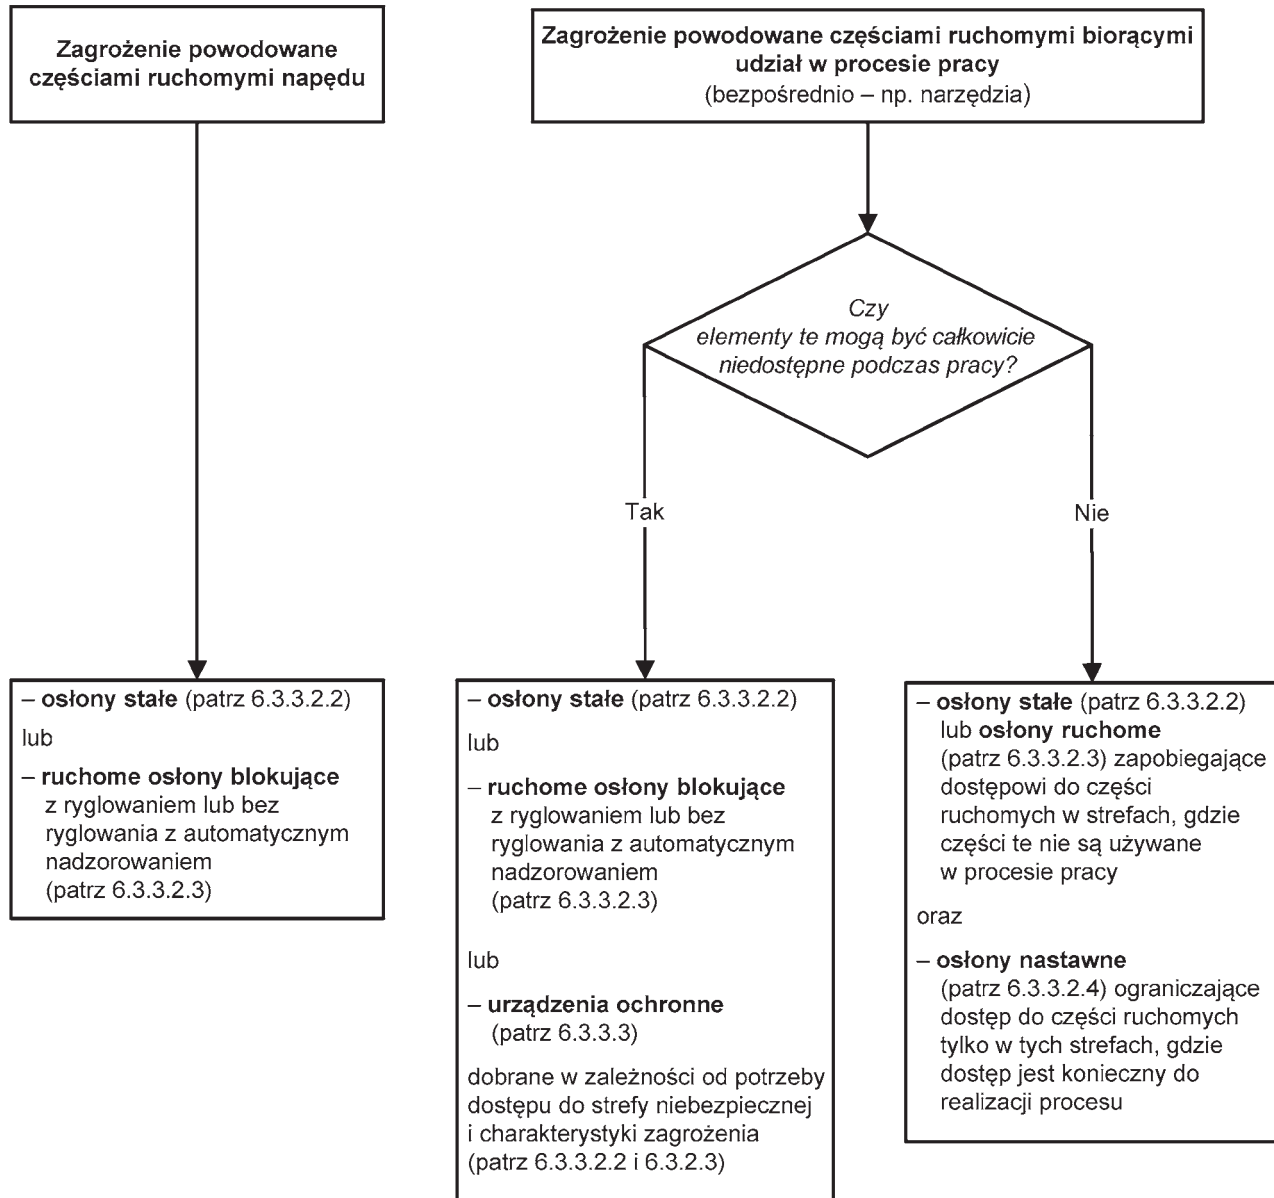 Zagrożenie powodowane
częściami ruchomymi napędu
Zagrożenie powodowane częściami ruchomymi biorącymi
udział w procesie pracy
(bezpośrednio – np. narzędzia)
Czy
elementy te mogą być całkowicie
niedostępne podczas pracy?
Tak
Nie
– osłony stałe (patrz 6.3.3.2.2)
lub
– ruchome osłony blokujące
z ryglowaniem lub bez
ryglowania z automatycznym
nadzorowaniem
(patrz 6.3.3.2.3)
– osłony stałe (patrz 6.3.3.2.2)
lub
– ruchome osłony blokujące
z ryglowaniem lub bez
ryglowania z automatycznym
nadzorowaniem
(patrz 6.3.3.2.3)
lub
– urządzenia ochronne
(patrz 6.3.3.3)
dobrane w zależności od potrzeby
dostępu do strefy niebezpiecznej
i charakterystyki zagrożenia
(patrz 6.3.3.2.2 i 6.3.2.3)
– osłony stałe (patrz 6.3.3.2.2)
lub osłony ruchome
(patrz 6.3.3.2.3) zapobiegające
dostępowi do części
ruchomych w strefach, gdzie
części te nie są używane
w procesie pracy
oraz
– osłony nastawne
(patrz 6.3.3.2.4) ograniczające
dostęp do części ruchomych
tylko w tych strefach, gdzie
dostęp jest konieczny do
realizacji procesu